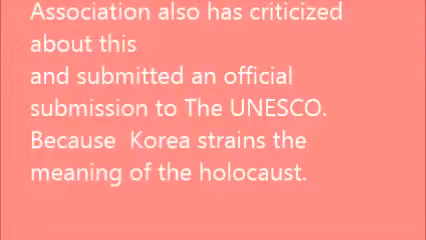 Association also has criticized
about this
and submitted an official
submission to The UNESCO.
Because  Korea strains the
meaning of the holocaust.